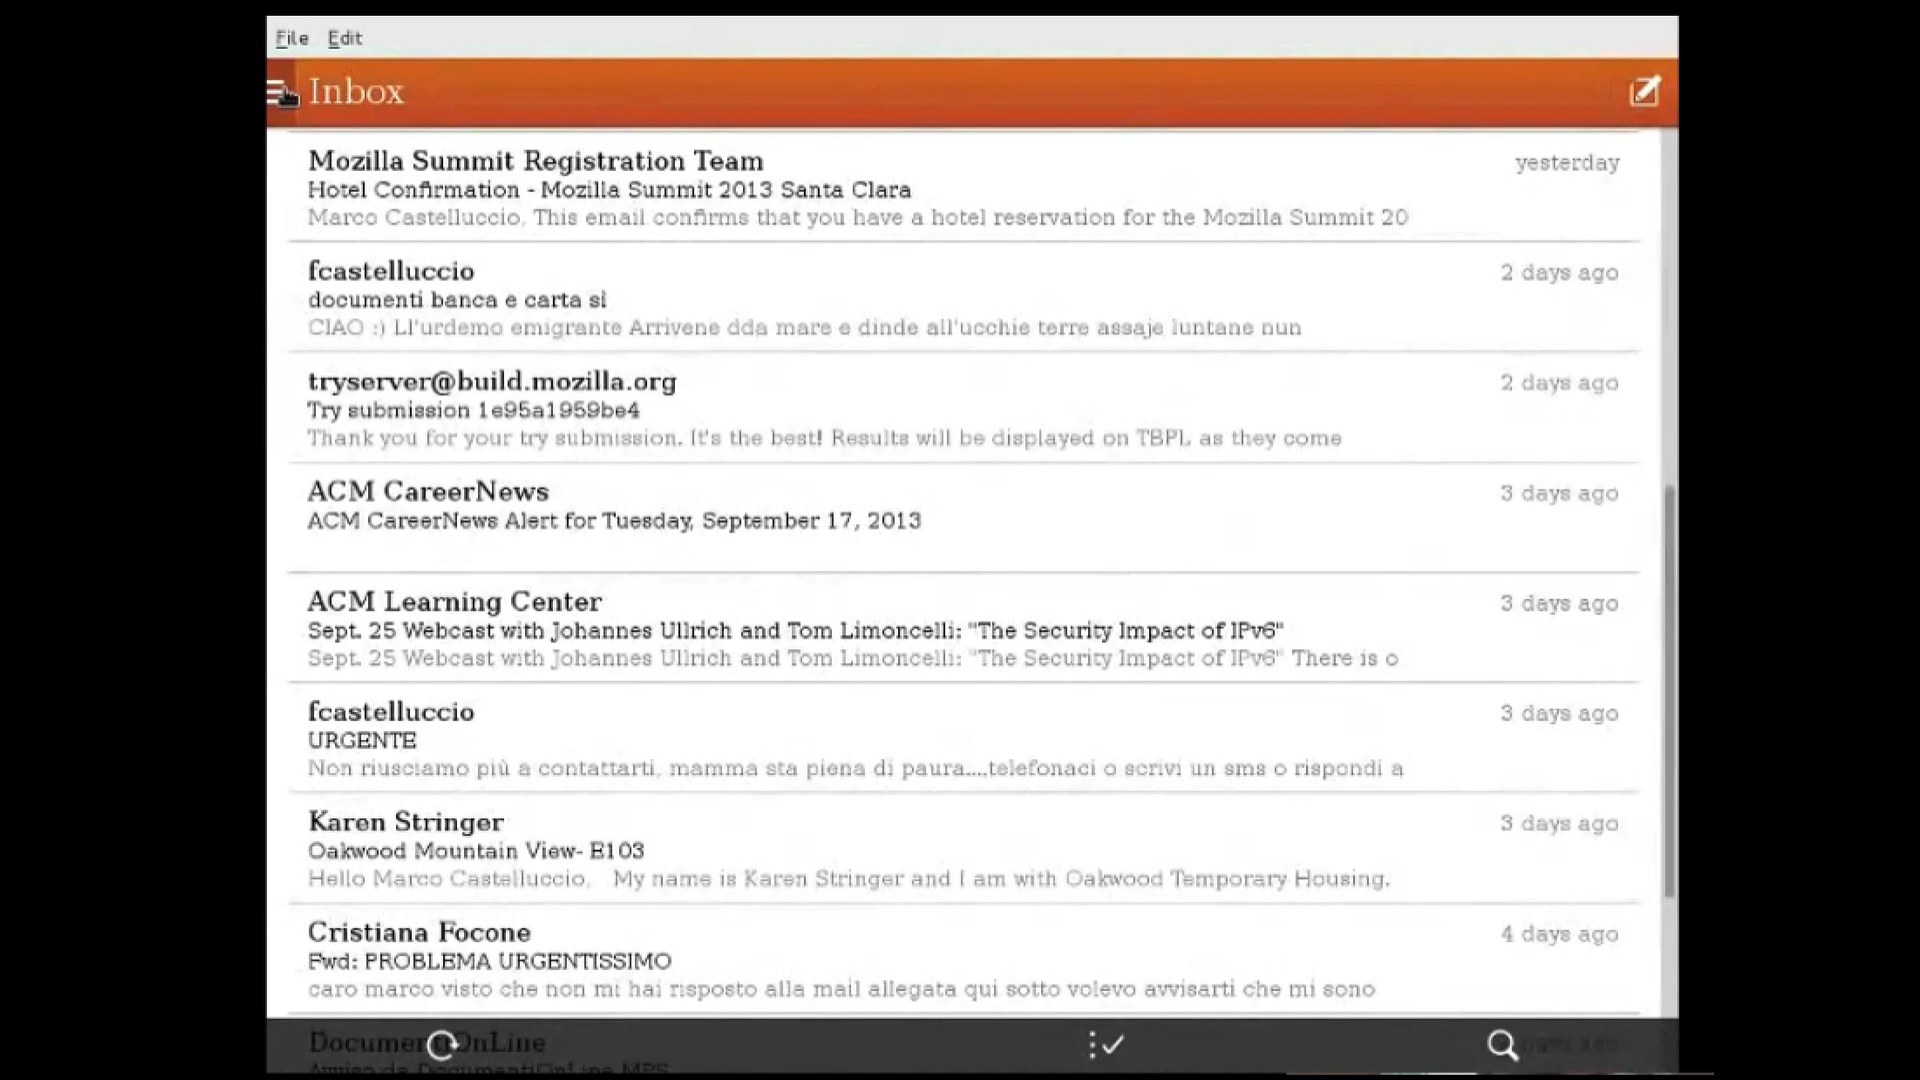 File Edit
Inbox
Mozilla Summit Registration Team yesterday
Hotel Confirmation - Mozilla Summit 2013 Santa Clara
Marco Castelluccio, This email confirms that you have a hotel reservation for the Mozilla Summit 20
fcastelluccio 2 days ago
documenti banca e carta sì
CIAO :) Ll'urdemo emigrante Arrivene dda mare e dinde all'ucchie terre assaje luntane nun
tryserver@build.mozilla.org 2 days ago
Try submission 1e95a1959be4
Thank you for your try submission. It's the best! Results will be displayed on TBPL as they come
ACM CareerNews 3 days ago
ACM CareerNews Alert for Tuesday, September 17, 2013
ACM Learning Center 3 days ago
Sept. 25 Webcast with Johannes Ullrich and Tom Limoncelli: "The Security Impact of IPv6"
Sept. 25 Webcast with Johannes Ullrich and Tom Limoncelli: "The Security Impact of IPv6" There is o
fcastelluccio 3 days ago
URGENTE
Non riusciamo più a contattarti, mamma sta piena di paura....telefonaci o scrivi un sms o rispondi a
Karen Stringer 3 days ago
Oakwood Mountain View- E103
Hello Marco Castelluccio, My name is Karen Stringer and I am with Oakwood Temporary Housing.
Cristiana Focone 4 days ago
Fwd: PROBLEMA URGENTISSIMO
caro marco visto che non mi hai risposto alla mail allegata qui sotto volevo avvisarti che mi sono
DocumentiOnLine days ago
Avviso da DocumentiOnLine MPS